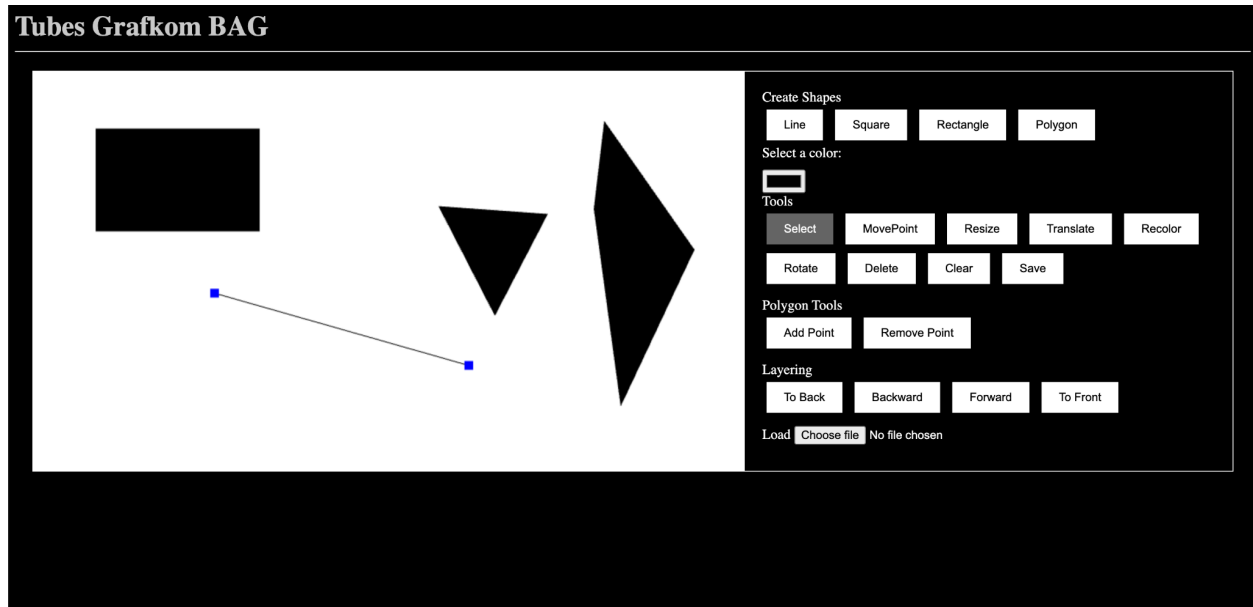 Tubes Grafkom BAG
Create Shapes
Line Square Rectangle Polygon
Select a color:
Tools
Select MovePoint Resize Translate Recolor
Rotate Delete Clear Save
Polygon Tools
Add Point Remove Point
Layering
To Back Backward Forward To Front
Load Choose file No file chosen